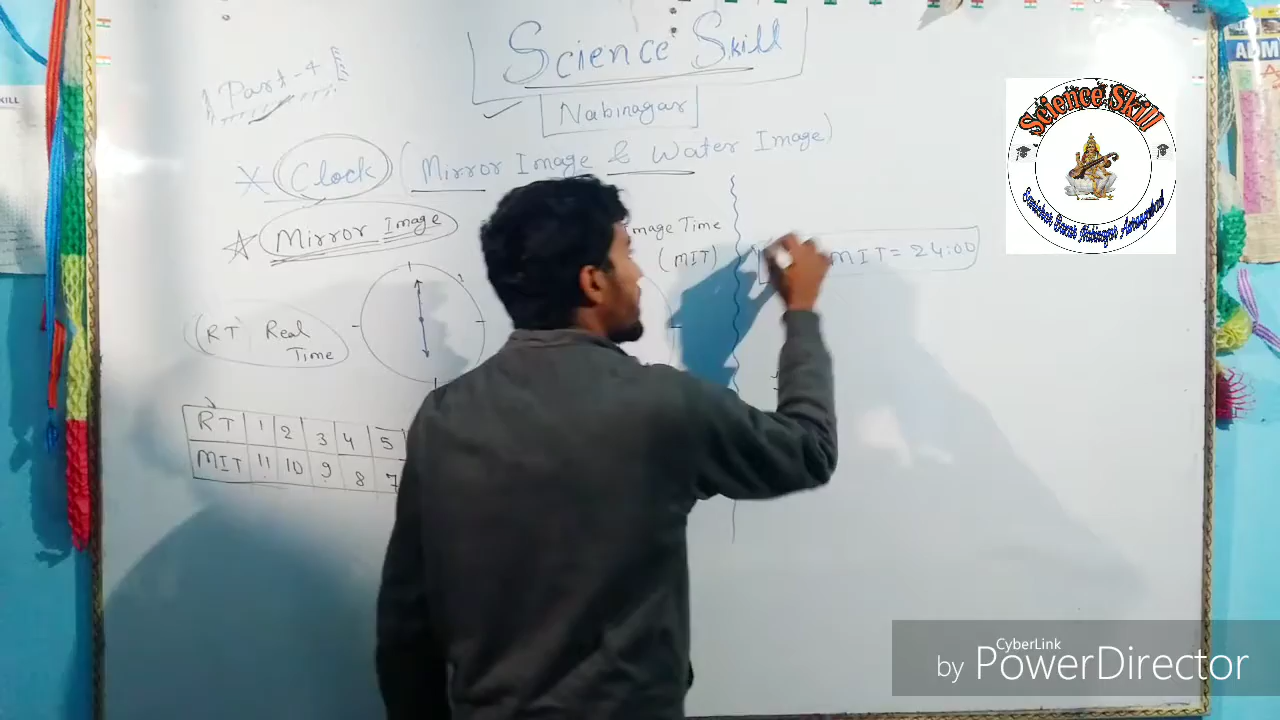 Science Skill
Part-4
Nabinagar
Clock (Mirror Image & Water Image)
Mirror Image
Image Time
(MIT)
MIT = 24:00
(RT) Real
Time
RT 1 2 3 4 5
MIT 11 10 9 8 7
KILL
ADM
Science Skill
CyberLink
by PowerDirector